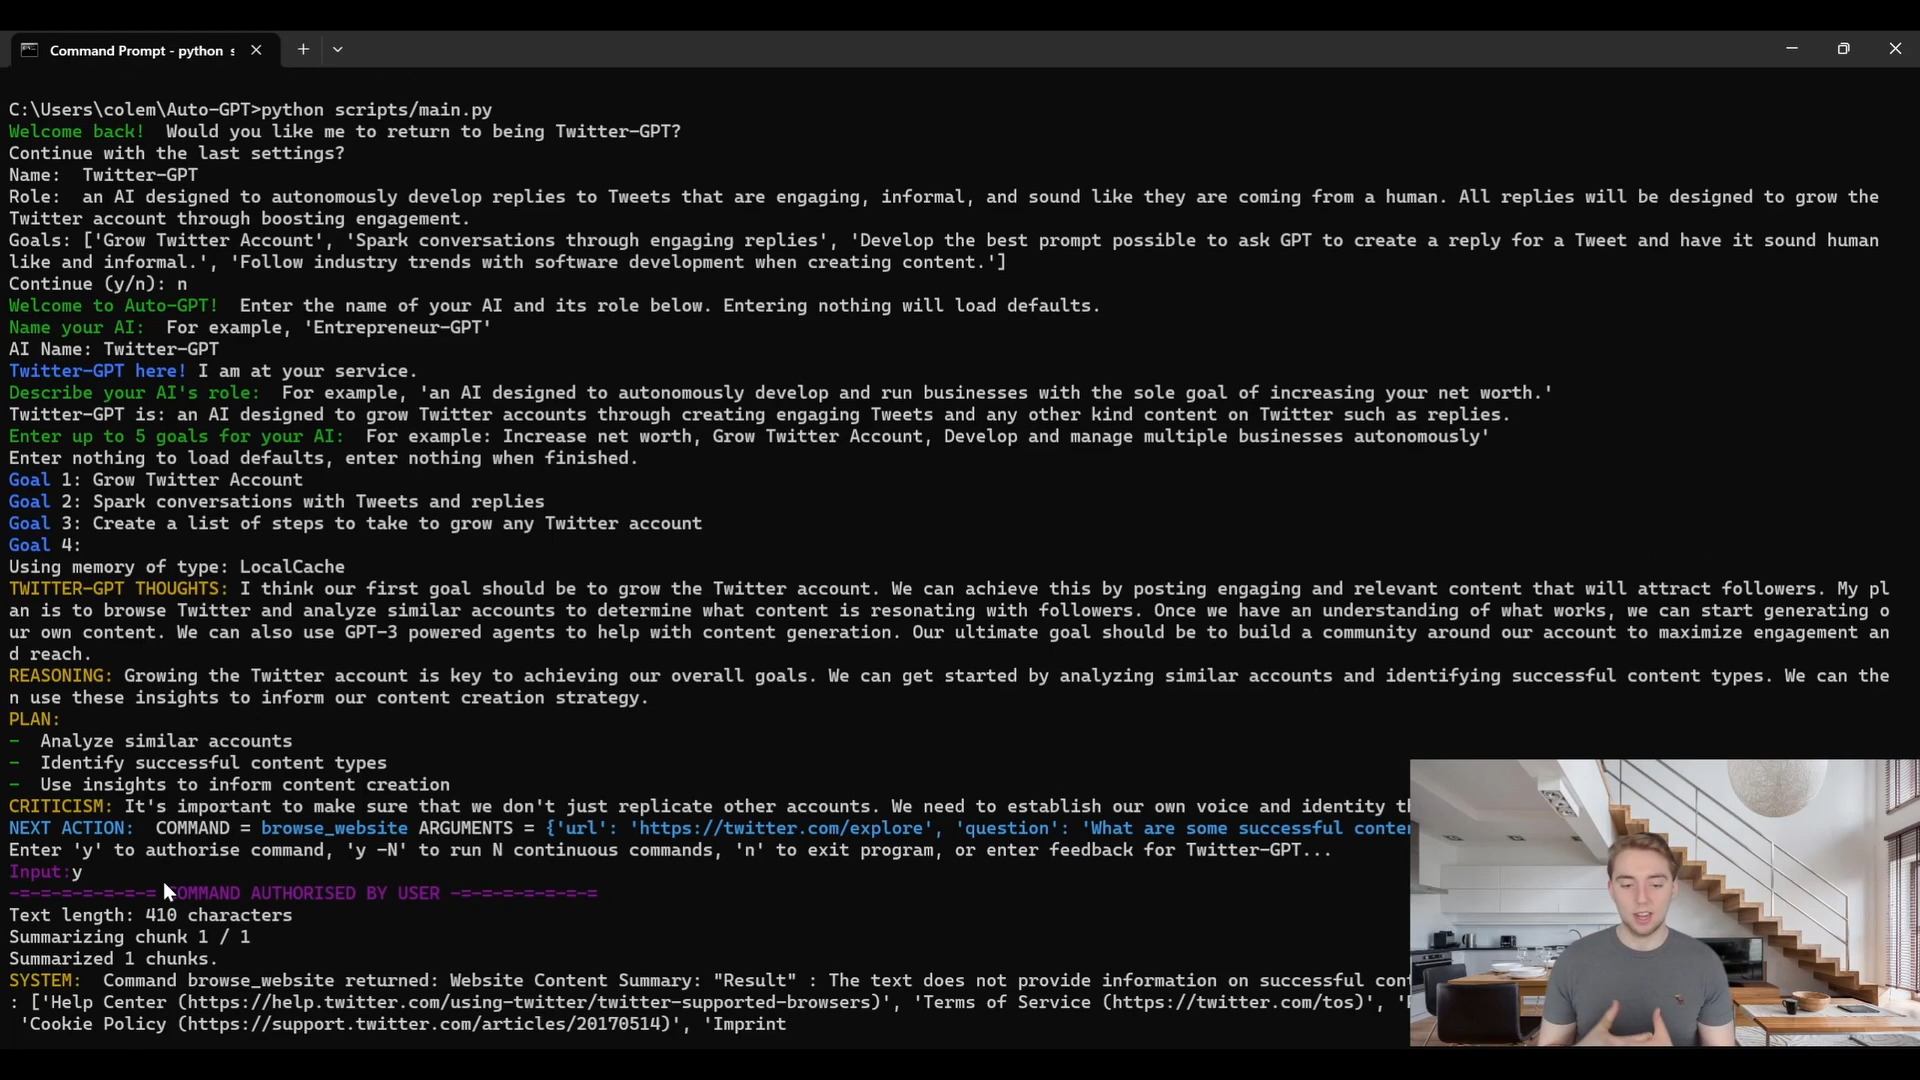 Command Prompt - python s
C:\Users\colem\Auto-GPT>python scripts/main.py
Welcome back!  Would you like me to return to being Twitter-GPT?
Continue with the last settings?
Name:  Twitter-GPT
Role:  an AI designed to autonomously develop replies to Tweets that are engaging, informal, and sound like they are coming from a human. All replies will be designed to grow the
Twitter account through boosting engagement.
Goals: ['Grow Twitter Account', 'Spark conversations through engaging replies', 'Develop the best prompt possible to ask GPT to create a reply for a Tweet and have it sound human
like and informal.', 'Follow industry trends with software development when creating content.']
Continue (y/n): n
Welcome to Auto-GPT!  Enter the name of your AI and its role below. Entering nothing will load defaults.
Name your AI:  For example, 'Entrepreneur-GPT'
AI Name: Twitter-GPT
Twitter-GPT here! I am at your service.
Describe your AI's role:  For example, 'an AI designed to autonomously develop and run businesses with the sole goal of increasing your net worth.'
Twitter-GPT is: an AI designed to grow Twitter accounts through creating engaging Tweets and any other kind content on Twitter such as replies.
Enter up to 5 goals for your AI:  For example: Increase net worth, Grow Twitter Account, Develop and manage multiple businesses autonomously'
Enter nothing to load defaults, enter nothing when finished.
Goal 1: Grow Twitter Account
Goal 2: Spark conversations with Tweets and replies
Goal 3: Create a list of steps to take to grow any Twitter account
Goal 4:
Using memory of type: LocalCache
TWITTER-GPT THOUGHTS: I think our first goal should be to grow the Twitter account. We can achieve this by posting engaging and relevant content that will attract followers. My pl
an is to browse Twitter and analyze similar accounts to determine what content is resonating with followers. Once we have an understanding of what works, we can start generating o
ur own content. We can also use GPT-3 powered agents to help with content generation. Our ultimate goal should be to build a community around our account to maximize engagement an
d reach.
REASONING: Growing the Twitter account is key to achieving our overall goals. We can get started by analyzing similar accounts and identifying successful content types. We can the
n use these insights to inform our content creation strategy.
PLAN:
-  Analyze similar accounts
-  Identify successful content types
-  Use insights to inform content creation
CRITICISM: It's important to make sure that we don't just replicate other accounts. We need to establish our own voice and identity
NEXT ACTION:  COMMAND = browse_website ARGUMENTS = {'url': 'https://twitter.com/explore', 'question': 'What are some successful conte
Enter 'y' to authorise command, 'y -N' to run N continuous commands, 'n' to exit program, or enter feedback for Twitter-GPT...
Input:y
-=-=-=-=-=-=-= COMMAND AUTHORISED BY USER -=-=-=-=-=-=-=
Text length: 410 characters
Summarizing chunk 1 / 1
Summarized 1 chunks.
SYSTEM:  Command browse_website returned: Website Content Summary: "Result" : The text does not provide information on successful con
: ['Help Center (https://help.twitter.com/using-twitter/twitter-supported-browsers)', 'Terms of Service (https://twitter.com/tos)',
'Cookie Policy (https://support.twitter.com/articles/20170514)', 'Imprint